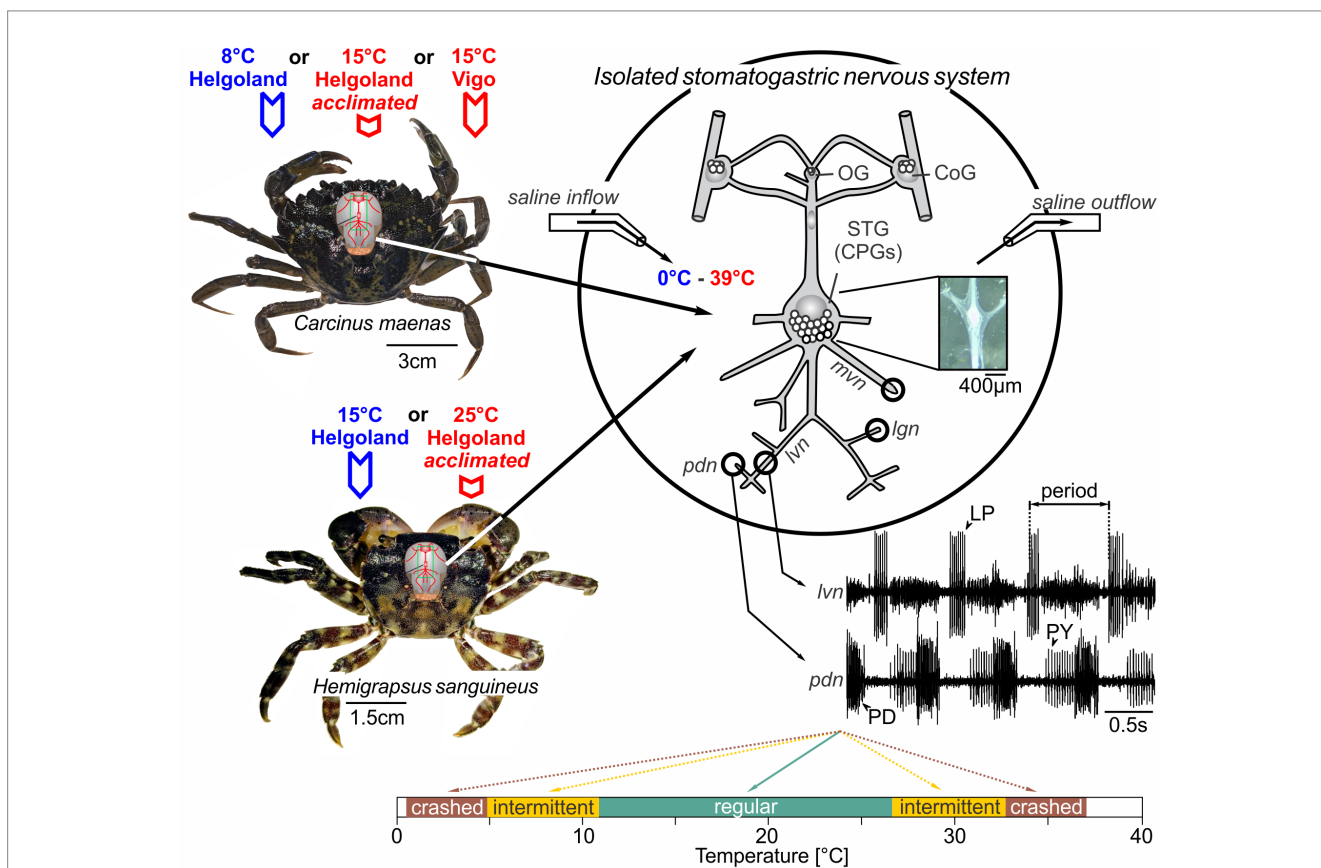 8°C or 15°C or 15°C
Helgoland Helgoland Vigo
acclimated
Carcinus maenas
3cm
15°C or 25°C
Helgoland Helgoland
acclimated
Hemigrapsus sanguineus
1.5cm
Isolated stomatogastric nervous system
OG
CoG
saline inflow
saline outflow
STG
(CPGs)
0°C - 39°C
mvn
400µm
lgn
lvn
pdn
period
LP
lvn
PY
pdn
PD
0.5s
crashed intermittent regular intermittent crashed
0 10 20 30 40
Temperature [°C]